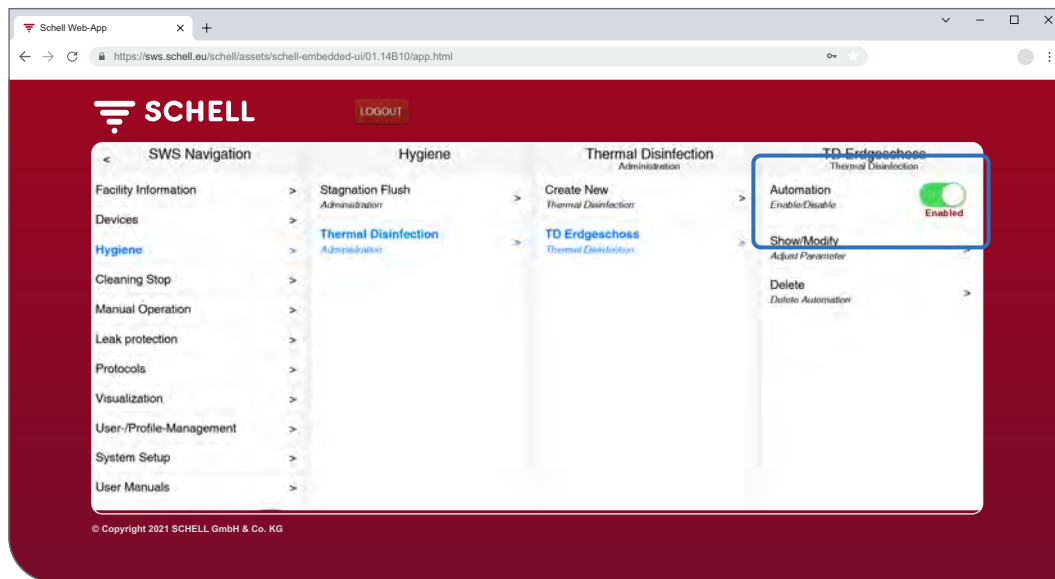 Schell Web-App
https://sws.schell.eu/schell/assets/schell-embedded-ui/01.14B10/app.html
SCHELL
LOGOUT
SWS Navigation
Facility Information
Devices
Hygiene
Cleaning Stop
Manual Operation
Leak protection
Protocols
Visualization
User-/Profile-Management
System Setup
User Manuals
Hygiene
Stagnation Flush
Administration
Thermal Disinfection
Administration
Thermal Disinfection
Administration
Create New
Thermal Disinfection
TD Erdgeschoss
Thermal Disinfection
TD Erdgeschoss
Thermal Disinfection
Automation
Enable/Disable
Enabled
Show/Modify
Adjust Parameter
Delete
Delete Automation
© Copyright 2021 SCHELL GmbH & Co. KG